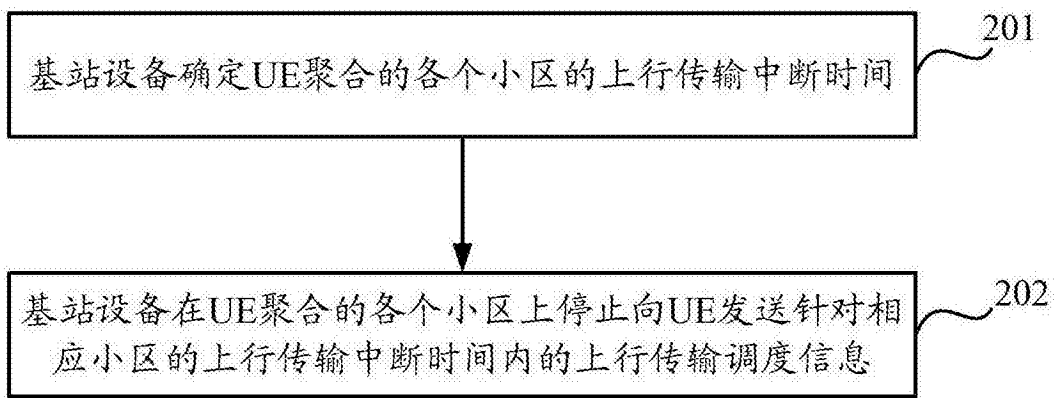 201
基站设备确定UE聚合的各个小区的上行传输中断时间
202
基站设备在UE聚合的各个小区上停止向UE发送针对相
应小区的上行传输中断时间内的上行传输调度信息